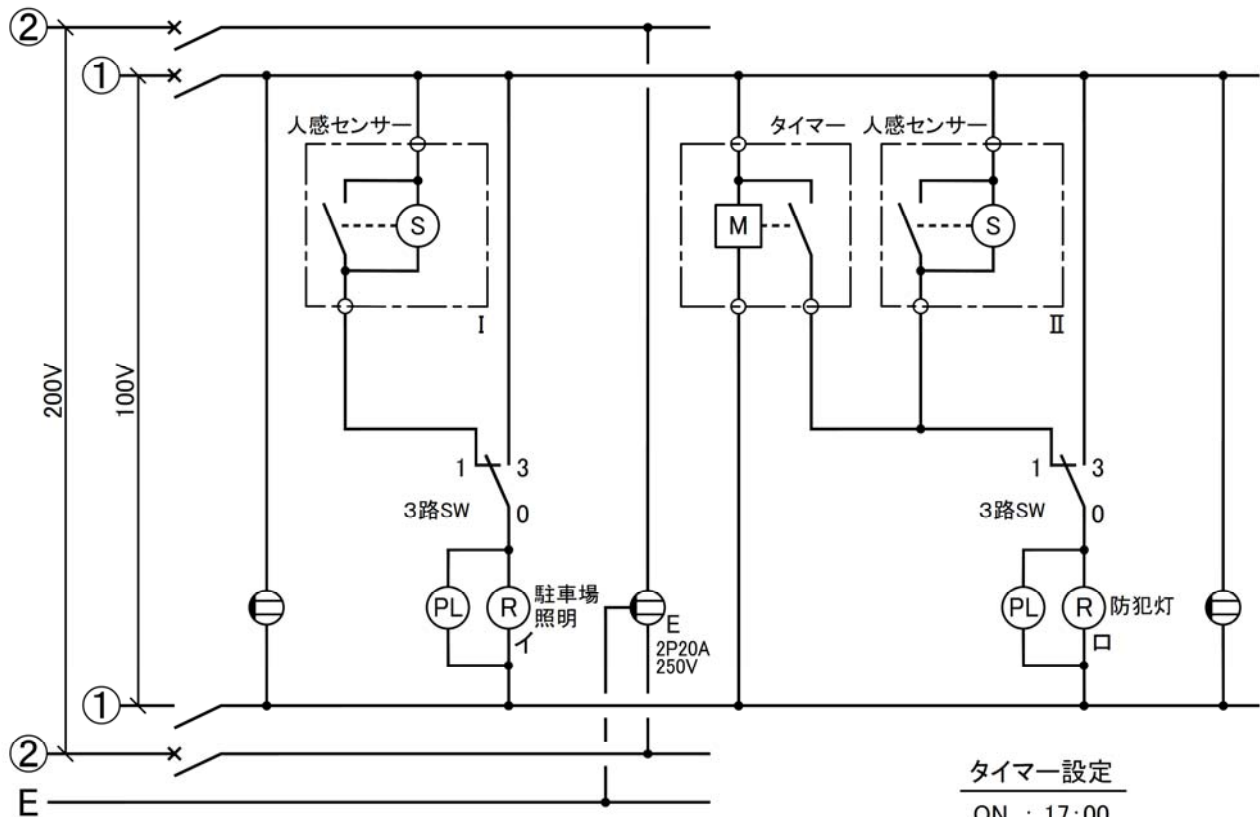 ②
①
人感センサー
タイマー
人感センサー
S
M
S
I
II
200V
100V
1
3
3路SW
0
1
3
3路SW
0
PL
R
駐車場
照明
イ
E
2P20A
250V
PL
R
防犯灯
ロ
①
②
E
タイマー設定
ON : 17:00